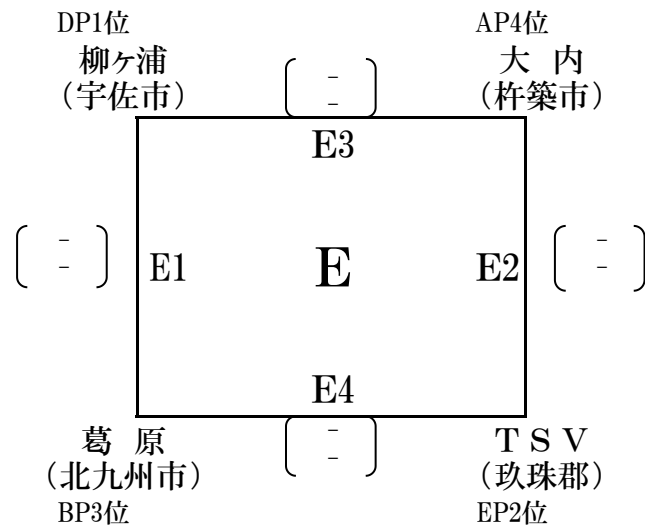 DP1位
AP4位
柳ヶ浦
大 内
（宇佐市）
（杵築市）
-
-
E3
-
-
E1
E
E2
-
-
E4
-
-
葛 原
T S V
（北九州市）
（玖珠郡）
BP3位
EP2位